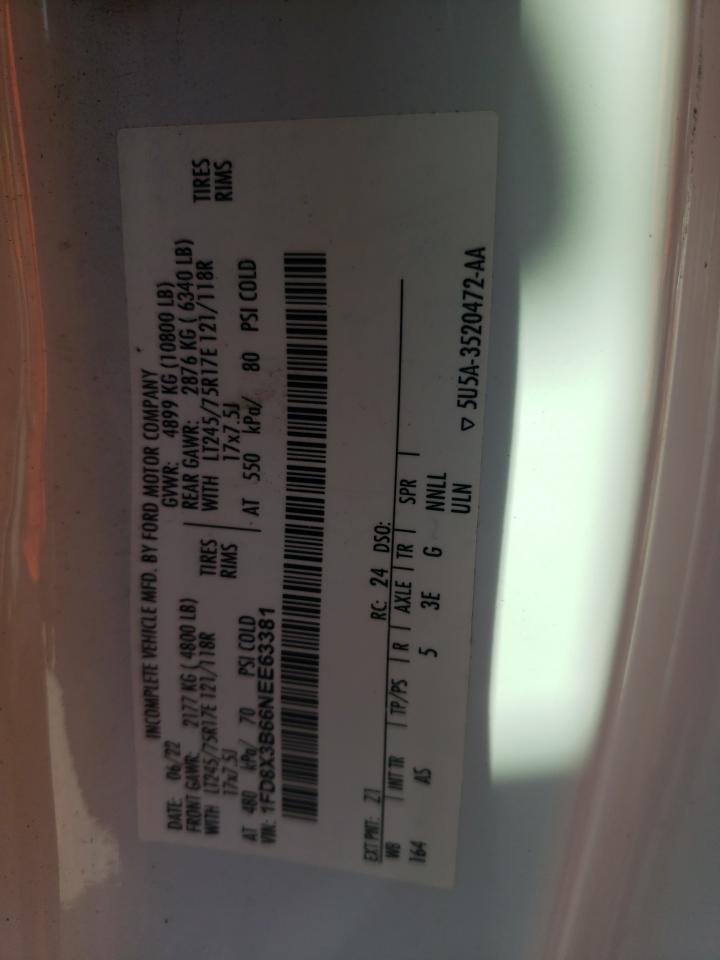 INCOMPLETE VEHICLE MFD. BY FORD MOTOR COMPANY
DATE: 06/22 GVWR: 4899 KG (10800 LB)
FRONT GAWR: 2177 KG ( 4800 LB) REAR GAWR: 2876 KG ( 6340 LB)
WITH LT245/75R17E 121/118R TIRES WITH LT245/75R17E 121/118R TIRES
17x7.5J RIMS 17x7.5J RIMS
AT 480 kPa/ 70 PSI COLD AT 550 kPa/ 80 PSI COLD
VIN: 1FD8X3B66NEE63381
EXT PNT: Z1 RC: 24 DSO:
WB INT TR TP/PS R AXLE TR SPR
164 AS 5 3E G NNLL
ULN
▽ 5U5A-3520472-AA